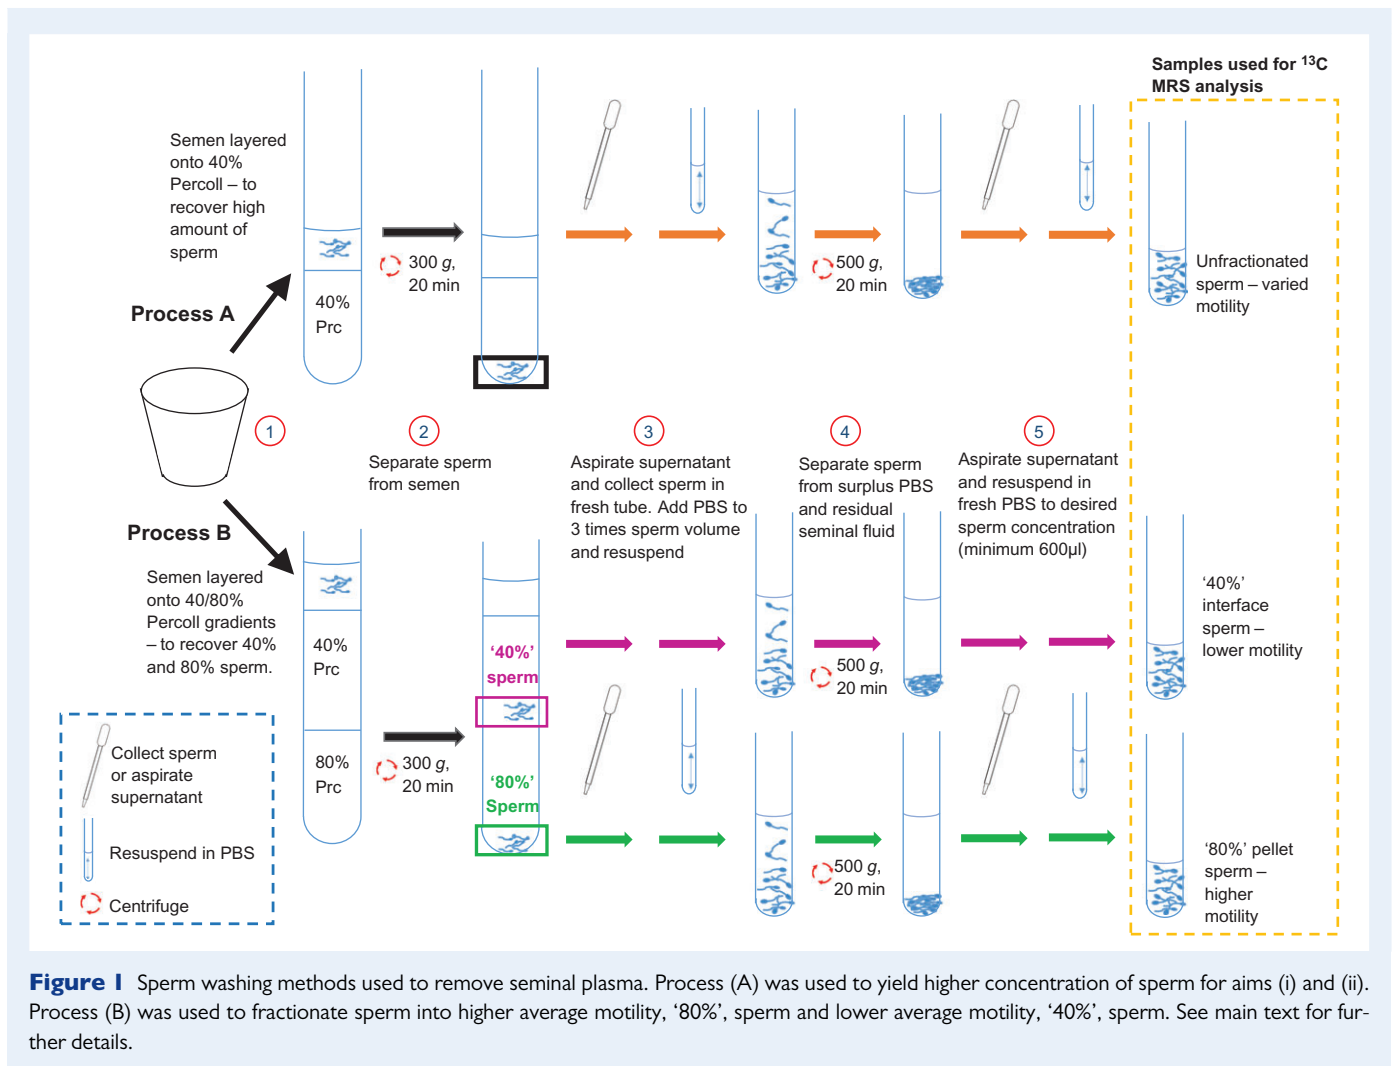 Samples used for ¹³C
MRS analysis
Semen layered
onto 40%
Percoll – to
recover high
amount of
sperm
Process A
40%
Prc
300 g,
20 min
500 g,
20 min
Unfractionated
sperm – varied
motility
1
2
Separate sperm
from semen
3
Aspirate supernatant
and collect sperm in
fresh tube. Add PBS to
3 times sperm volume
and resuspend
4
Separate sperm
from surplus PBS
and residual
seminal fluid
5
Aspirate supernatant
and resuspend in
fresh PBS to desired
sperm concentration
(minimum 600µl)
Process B
Semen layered
onto 40/80%
Percoll gradients
– to recover 40%
and 80% sperm.
40%
Prc
80%
Prc
300 g,
20 min
‘40%’
sperm
‘80%’
Sperm
500 g,
20 min
500 g,
20 min
‘40%’
interface
sperm –
lower motility
‘80%’ pellet
sperm –
higher
motility
Collect sperm
or aspirate
supernatant
Resuspend in PBS
Centrifuge
Figure 1 Sperm washing methods used to remove seminal plasma. Process (A) was used to yield higher concentration of sperm for aims (i) and (ii).
Process (B) was used to fractionate sperm into higher average motility, ‘80%’, sperm and lower average motility, ‘40%’, sperm. See main text for fur-
ther details.